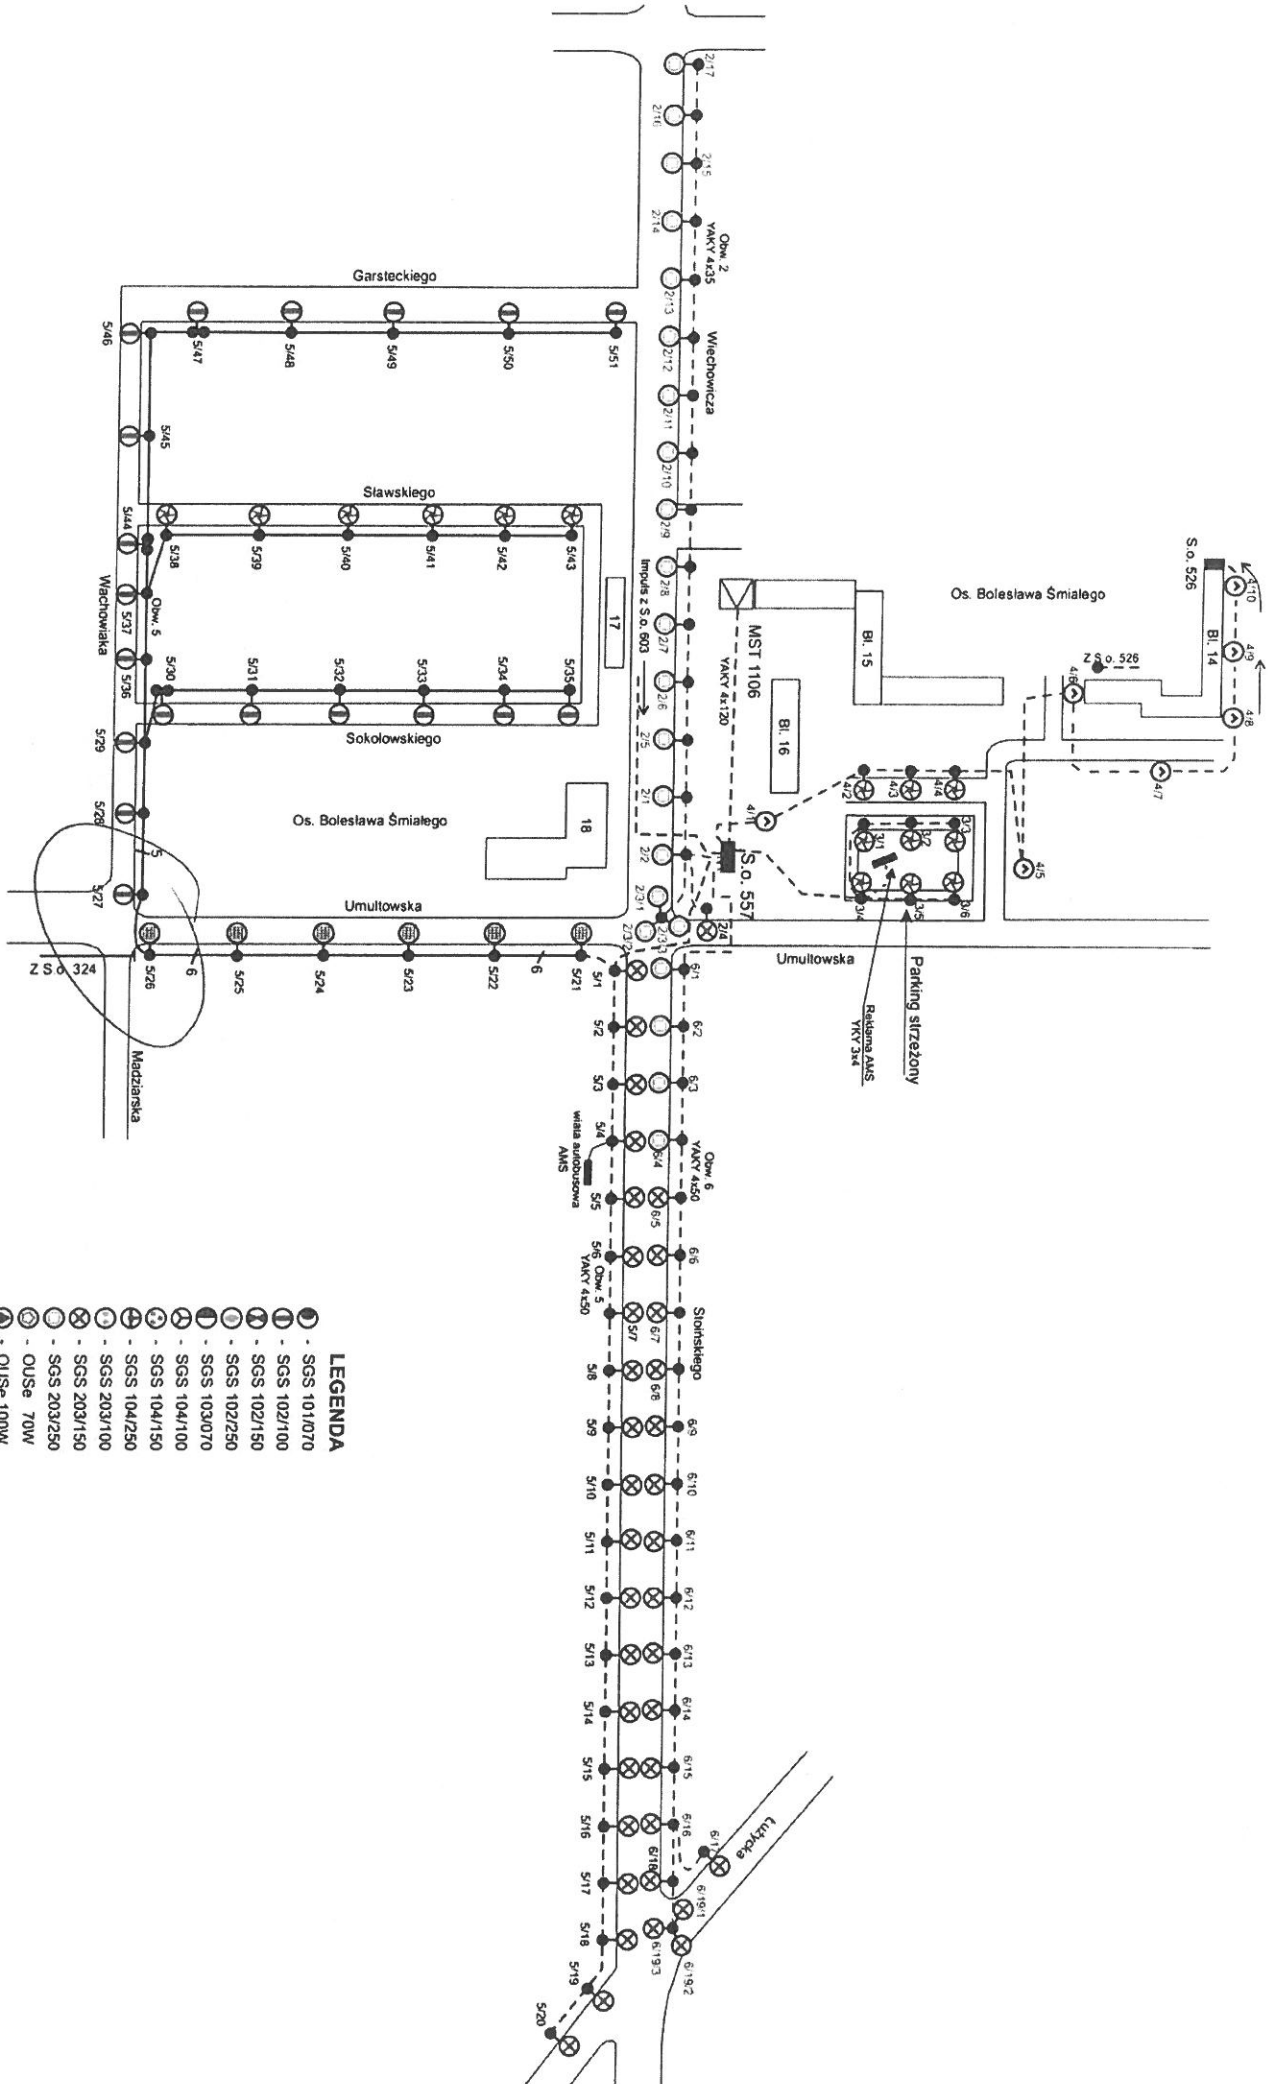 2/17
2/16
2/15
2/14
Obw. 2
YAKY 4x35
2/13
Wiechowicza
2/12
2/11
2/10
2/9
2/8
2/7
2/6
2/5
2/1
2/2
2/3/1
2/3/2
2/3/3
2/4
Garsteckiego
5/46
5/47
5/48
5/49
5/50
5/51
5/45
Sławskiego
5/44
5/38
5/39
5/40
5/41
5/42
5/43
Impuls z S.o. 603
17
Wachowiaka
5/37
Obw. 5
5/36
5/30
5/31
5/32
5/33
5/34
5/35
Sokołowskiego
5/29
5/28
5
5/27
Os. Bolesława Śmiałego
18
Umultowska
Z S.o. 324
5/26
6
5/25
5/24
5/23
5/22
6
5/21
Madziarska
MST 1106
YAKY 4x120
Bl. 15
Bl. 16
Os. Bolesława Śmiałego
S.o. 526
Bl. 14
4/10
4/9
4/8
Z S.o. 526
4/6
4/7
4/5
4/4
4/3
4/2
4/1
3/1
3/2
3/3
3/4
3/5
3/6
S.o. 557
Umultowska
Parking strzeżony
Reklama AMS
YKY 3x4
5/1
5/2
5/3
5/4
wiata autobusowa
AMS
5/5
5/6
Obw. 5
YAKY 4x50
5/7
5/8
5/9
5/10
5/11
5/12
5/13
5/14
5/15
5/16
5/17
5/18
5/19
5/20
6/1
6/2
6/3
6/4
Obw. 6
YAKY 4x50
6/5
6/6
Stoińskiego
6/7
6/8
6/9
6/10
6/11
6/12
6/13
6/14
6/15
6/16
6/17
6/18
6/19/1
6/19/2
6/19/3
Łużycka
LEGENDA
- SGS 101/070
- SGS 102/100
- SGS 102/150
- SGS 102/250
- SGS 103/070
- SGS 104/100
- SGS 104/150
- SGS 104/250
- SGS 203/100
- SGS 203/150
- SGS 203/250
- OUSe 70W
- OUSe 100W